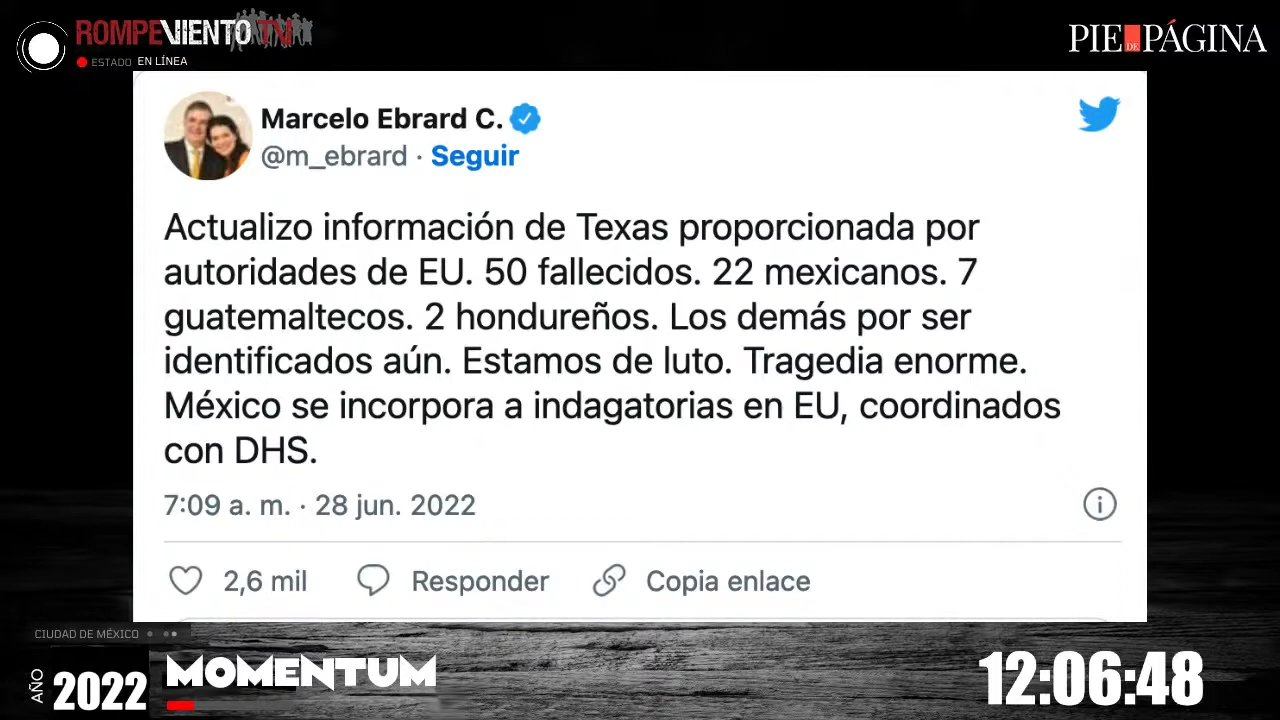 ROMPEVIENTO TV
ESTADO EN LÍNEA
PIE DE PÁGINA
Marcelo Ebrard C.
@m_ebrard · Seguir
Actualizo información de Texas proporcionada por
autoridades de EU. 50 fallecidos. 22 mexicanos. 7
guatemaltecos. 2 hondureños. Los demás por ser
identificados aún. Estamos de luto. Tragedia enorme.
México se incorpora a indagatorias en EU, coordinados
con DHS.
7:09 a. m. · 28 jun. 2022
2,6 mil Responder Copia enlace
CIUDAD DE MÉXICO
AÑO 2022 MOMENTUM 12:06:48